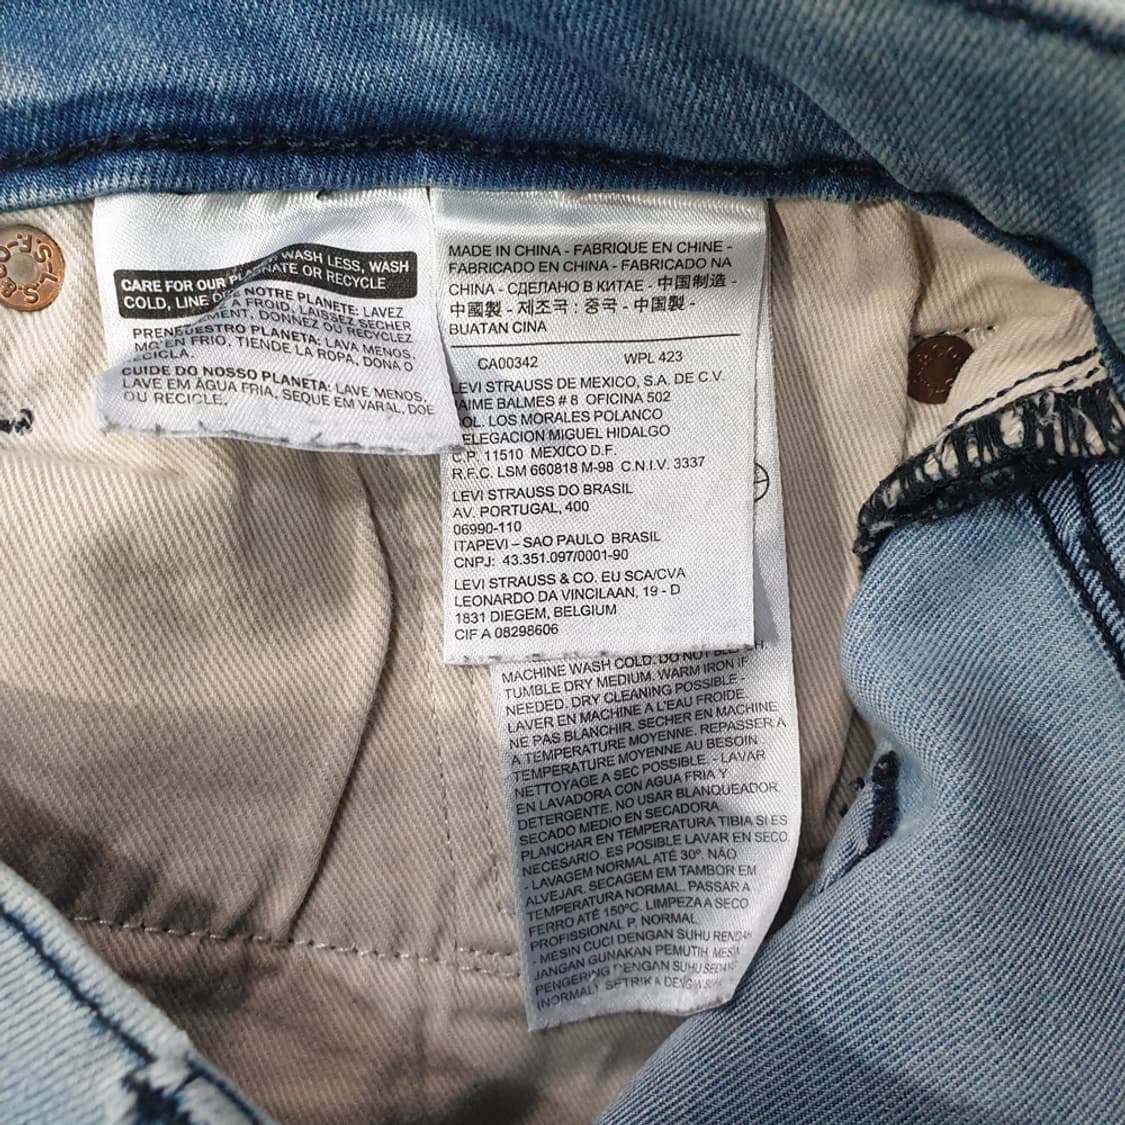 WASH LESS, WASH
CARE FOR OUR
COLD, LINE OR DONATE OR RECYCLE
NOTRE PLANETE: LAVEZ
A FROID, LAISSEZ SECHER
DONNEZ OU RECYCLEZ
PLANETA: LAVA MENOS,
EN FRIO, TIENDE LA ROPA, DONA O
CUIDE DO NOSSO PLANETA: LAVE MENOS,
LAVE EM ÁGUA FRIA, SEQUE EM VARAL, DOE
OU RECICLE.
MADE IN CHINA - FABRIQUE EN CHINE -
FABRICADO EN CHINA - FABRICADO NA
CHINA - СДЕЛАНО В КИТАЕ - 中国制造 -
中國製 - 제조국 : 중국 - 中国製 -
BUATAN CINA
CA00342 WPL 423
LEVI STRAUSS DE MEXICO, S.A. DE C.V.
JAIME BALMES # 8 OFICINA 502
COL. LOS MORALES POLANCO
DELEGACION MIGUEL HIDALGO
C.P. 11510 MEXICO D.F.
R.F.C. LSM 660818 M-98 C.N.I.V. 3337
LEVI STRAUSS DO BRASIL
AV. PORTUGAL, 400
06990-110
ITAPEVI – SAO PAULO BRASIL
CNPJ: 43.351.097/0001-90
LEVI STRAUSS & CO. EU SCA/CVA
LEONARDO DA VINCILAAN, 19 - D
1831 DIEGEM, BELGIUM
CIF A 08298606
MACHINE WASH COLD. DO NOT BLEACH.
TUMBLE DRY MEDIUM. WARM IRON IF
NEEDED. DRY CLEANING POSSIBLE -
LAVER EN MACHINE A L'EAU FROIDE.
NE PAS BLANCHIR. SECHER EN MACHINE
A TEMPERATURE MOYENNE. REPASSER A
TEMPERATURE MOYENNE AU BESOIN.
NETTOYAGE A SEC POSSIBLE. - LAVAR
EN LAVADORA CON AGUA FRIA Y
DETERGENTE. NO USAR BLANQUEADOR.
SECADO MEDIO EN SECADORA.
PLANCHAR EN TEMPERATURA TIBIA SI ES
NECESARIO. ES POSIBLE LAVAR EN SECO.
- LAVAGEM NORMAL ATÉ 30º. NÃO
ALVEJAR. SECAGEM EM TAMBOR EM
TEMPERATURA NORMAL. PASSAR A
FERRO ATÉ 150ºC. LIMPEZA A SECO
PROFISSIONAL P, NORMAL.
- MESIN CUCI DENGAN SUHU RENDAH
JANGAN GUNAKAN PEMUTIH. MESIN
PENGERING DENGAN SUHU SEDANG
(NORMAL). SETRIKA DENGAN